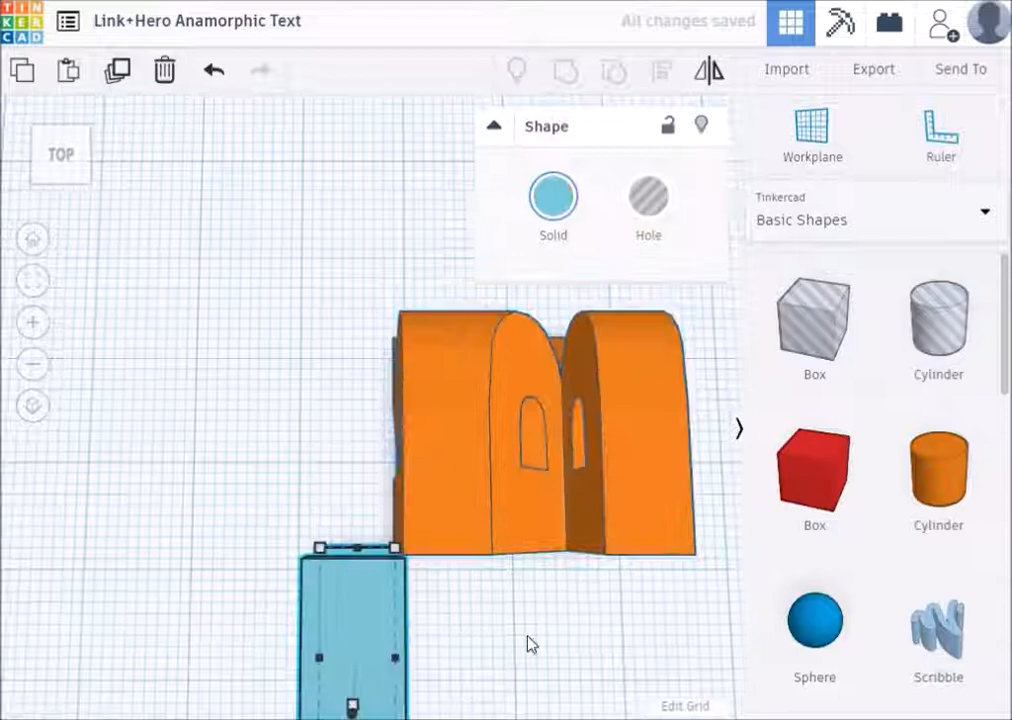 TIN
KER
CAD
Link+Hero Anamorphic Text
All changes saved
Import
Export
Send To
TOP
Shape
Solid
Hole
Workplane
Ruler
Tinkercad
Basic Shapes
Box
Cylinder
Box
Cylinder
Sphere
Scribble
Edit Grid